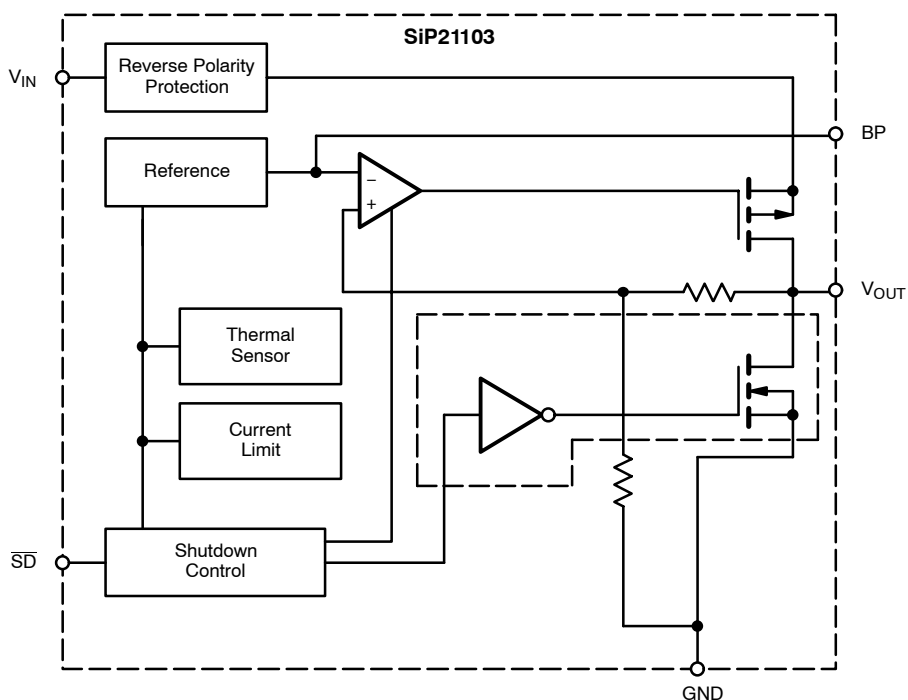 SiP21103
VIN
Reverse Polarity
Protection
BP
Reference
−
+
VOUT
Thermal
Sensor
Current
Limit
SD
Shutdown
Control
GND